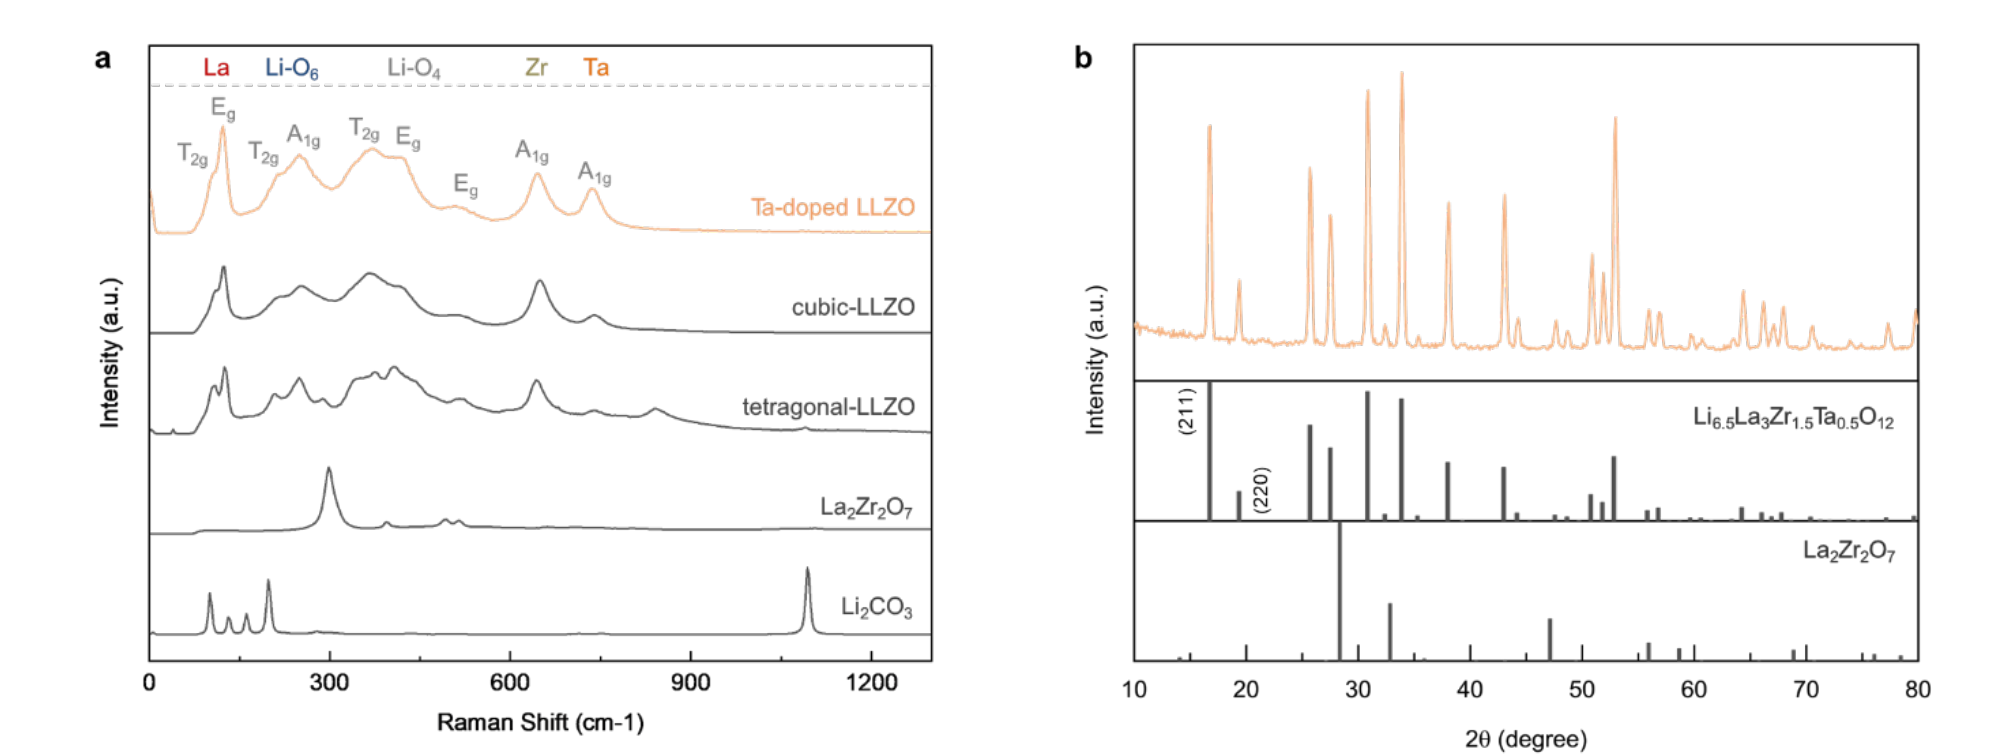 a
La Li-O₆ Li-O₄ Zr Ta
T₂g Eg T₂g A₁g T₂g Eg Eg A₁g A₁g
Ta-doped LLZO
cubic-LLZO
tetragonal-LLZO
La₂Zr₂O₇
Li₂CO₃
Intensity (a.u.)
0 300 600 900 1200
Raman Shift (cm-1)
b
(211)
(220)
Li₆.₅La₃Zr₁.₅Ta₀.₅O₁₂
La₂Zr₂O₇
Intensity (a.u.)
10 20 30 40 50 60 70 80
2θ (degree)